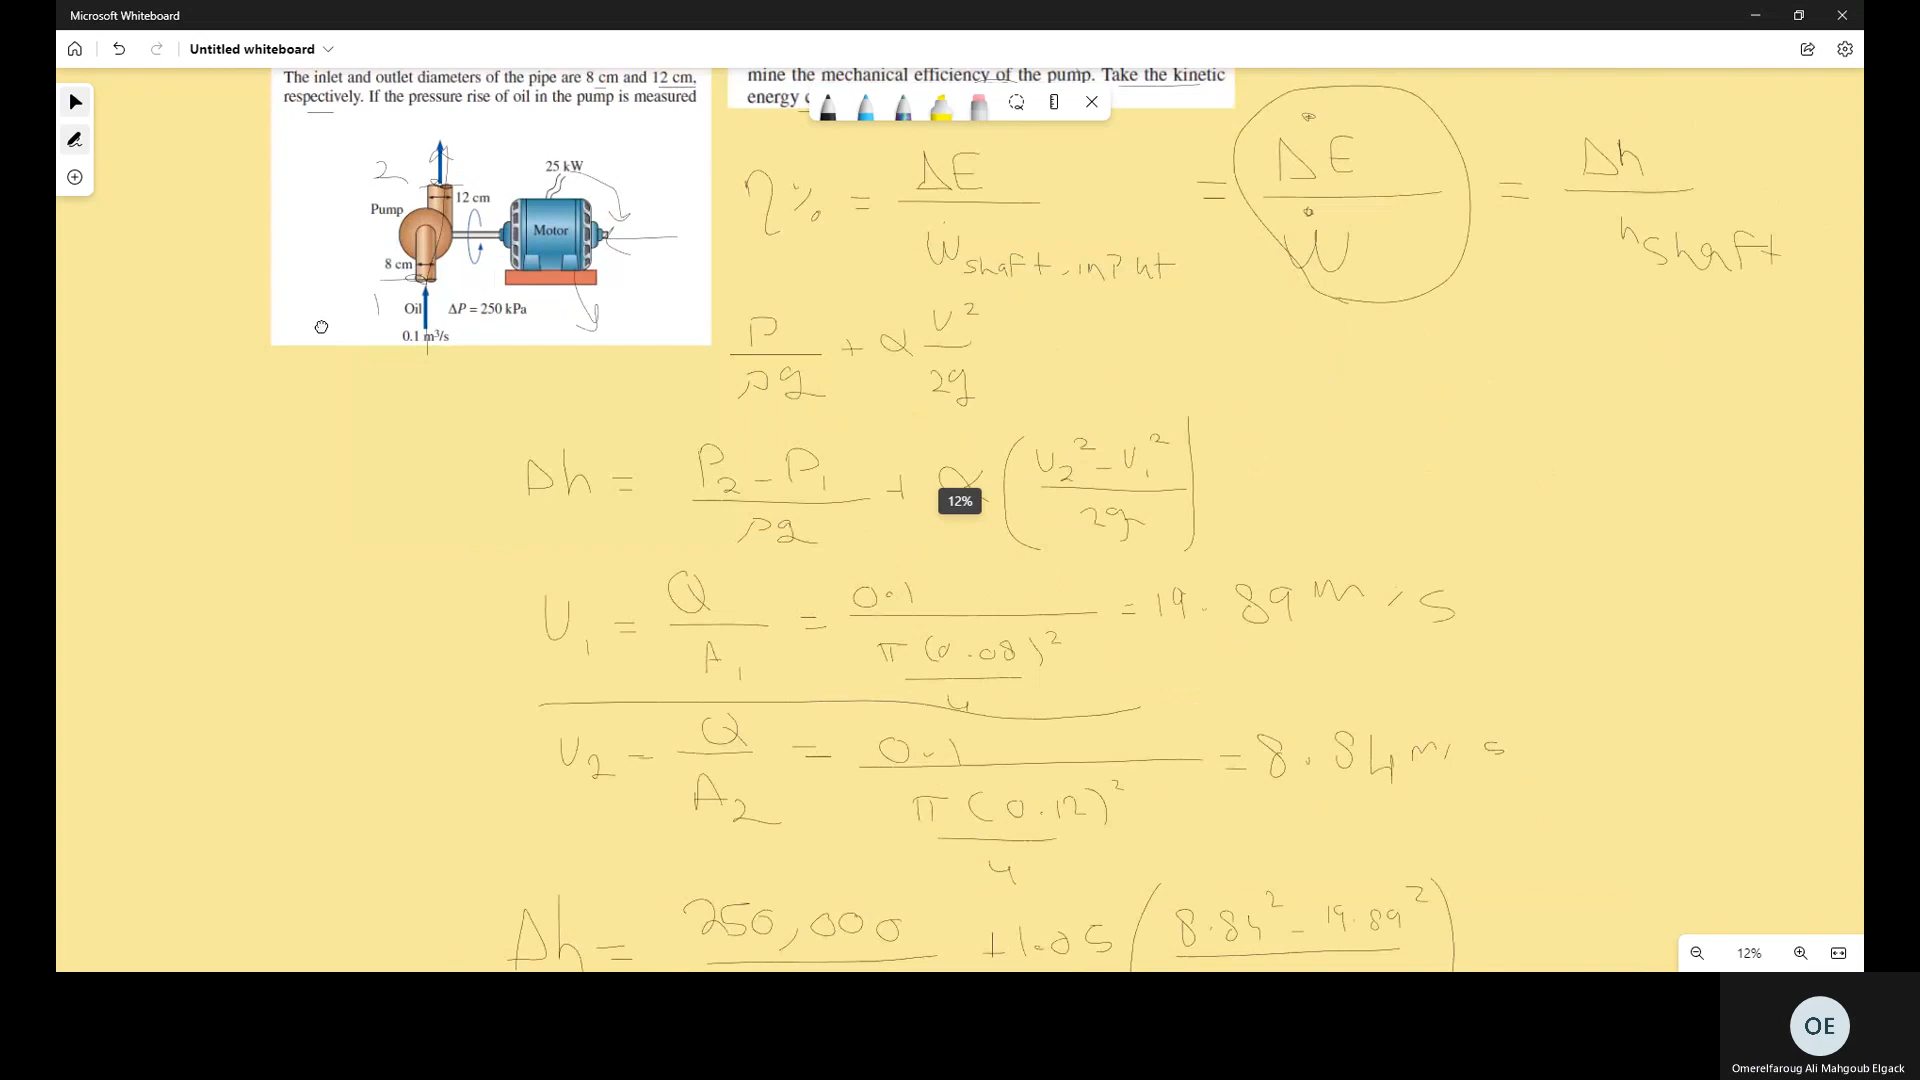 Microsoft Whiteboard
Untitled whiteboard
The inlet and outlet diameters of the pipe are 8 cm and 12 cm,
respectively. If the pressure rise of oil in the pump is measured
mine the mechanical efficiency of the pump. Take the kinetic
energy
2
25 kW
12 cm
Pump
Motor
8 cm
1
Oil
ΔP = 250 kPa
0.1 m³/s
η% = ΔE / Ẇ shaft, input = ΔĖ / Ẇ = Δh / h shaft
P / ρg + α V² / 2g
Δh = P₂ - P₁ / ρg + α (V₂² - V₁² / 2g)
12%
V₁ = Q / A₁ = 0.1 / π(0.08)² / 4 = 19.89 m/s
V₂ = Q / A₂ = 0.1 / π(0.12)² / 4 = 8.84 m/s
Δh = 250,000 + 1.05 (8.84² - 19.89²
12%
OE
Omerelfaroug Ali Mahgoub Elgack